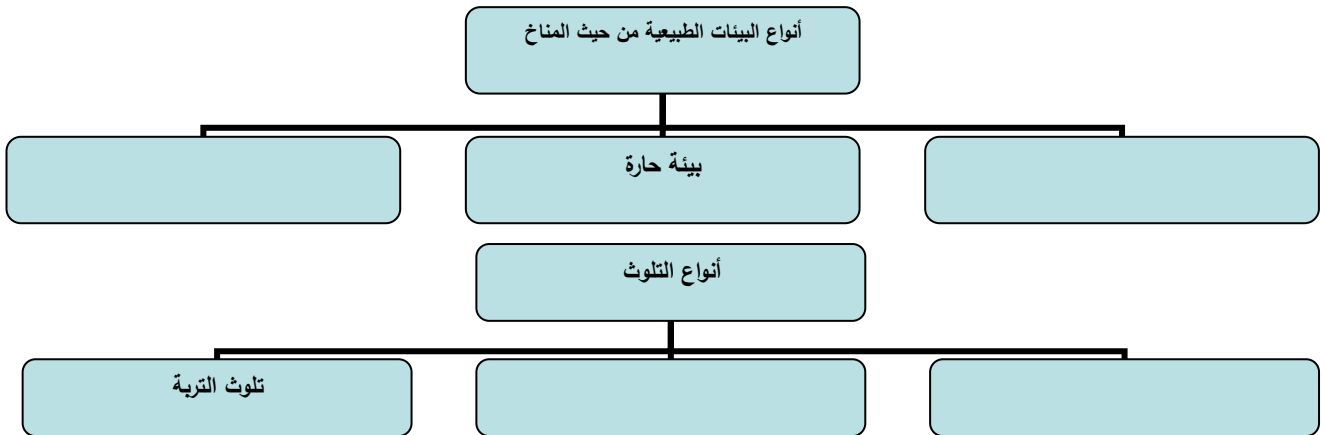 أنواع البيئات الطبيعية من حيث المناخ
بيئة حارة
أنواع التلوث
تلوث التربة